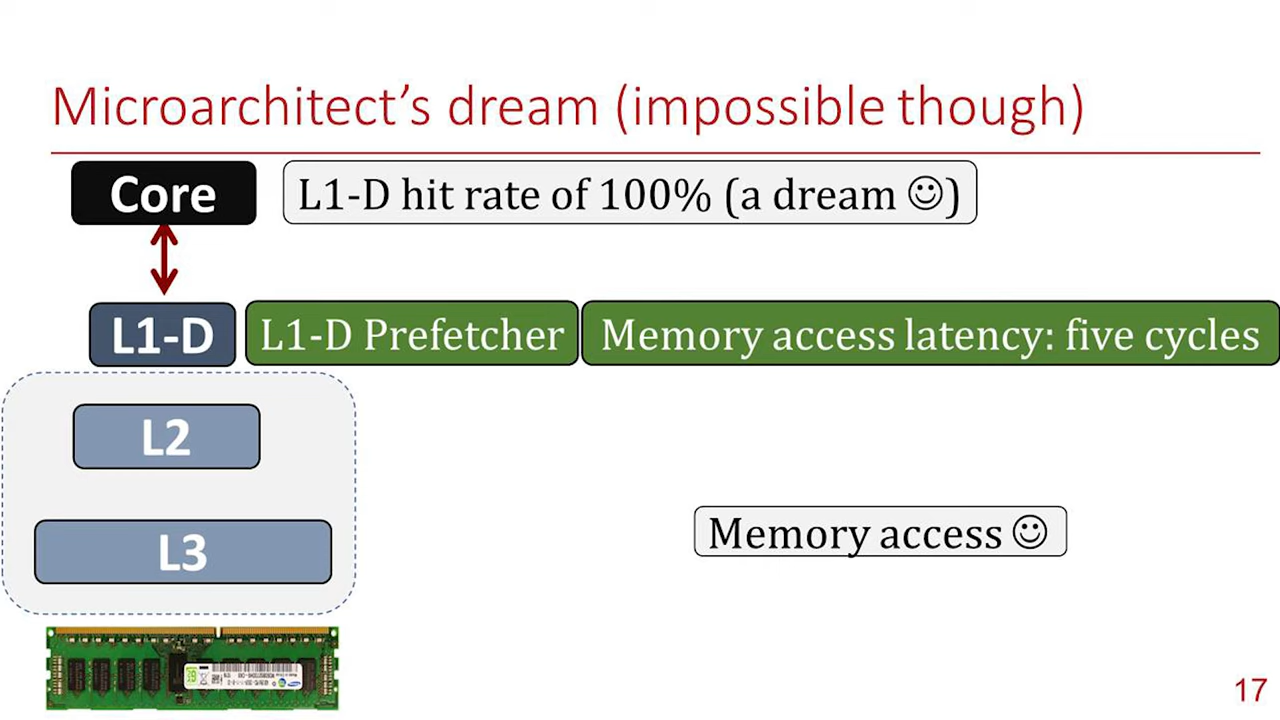 Microarchitect's dream (impossible though)
Core
L1-D hit rate of 100% (a dream ☺)
L1-D
L1-D Prefetcher
Memory access latency: five cycles
L2
L3
Memory access ☺
17